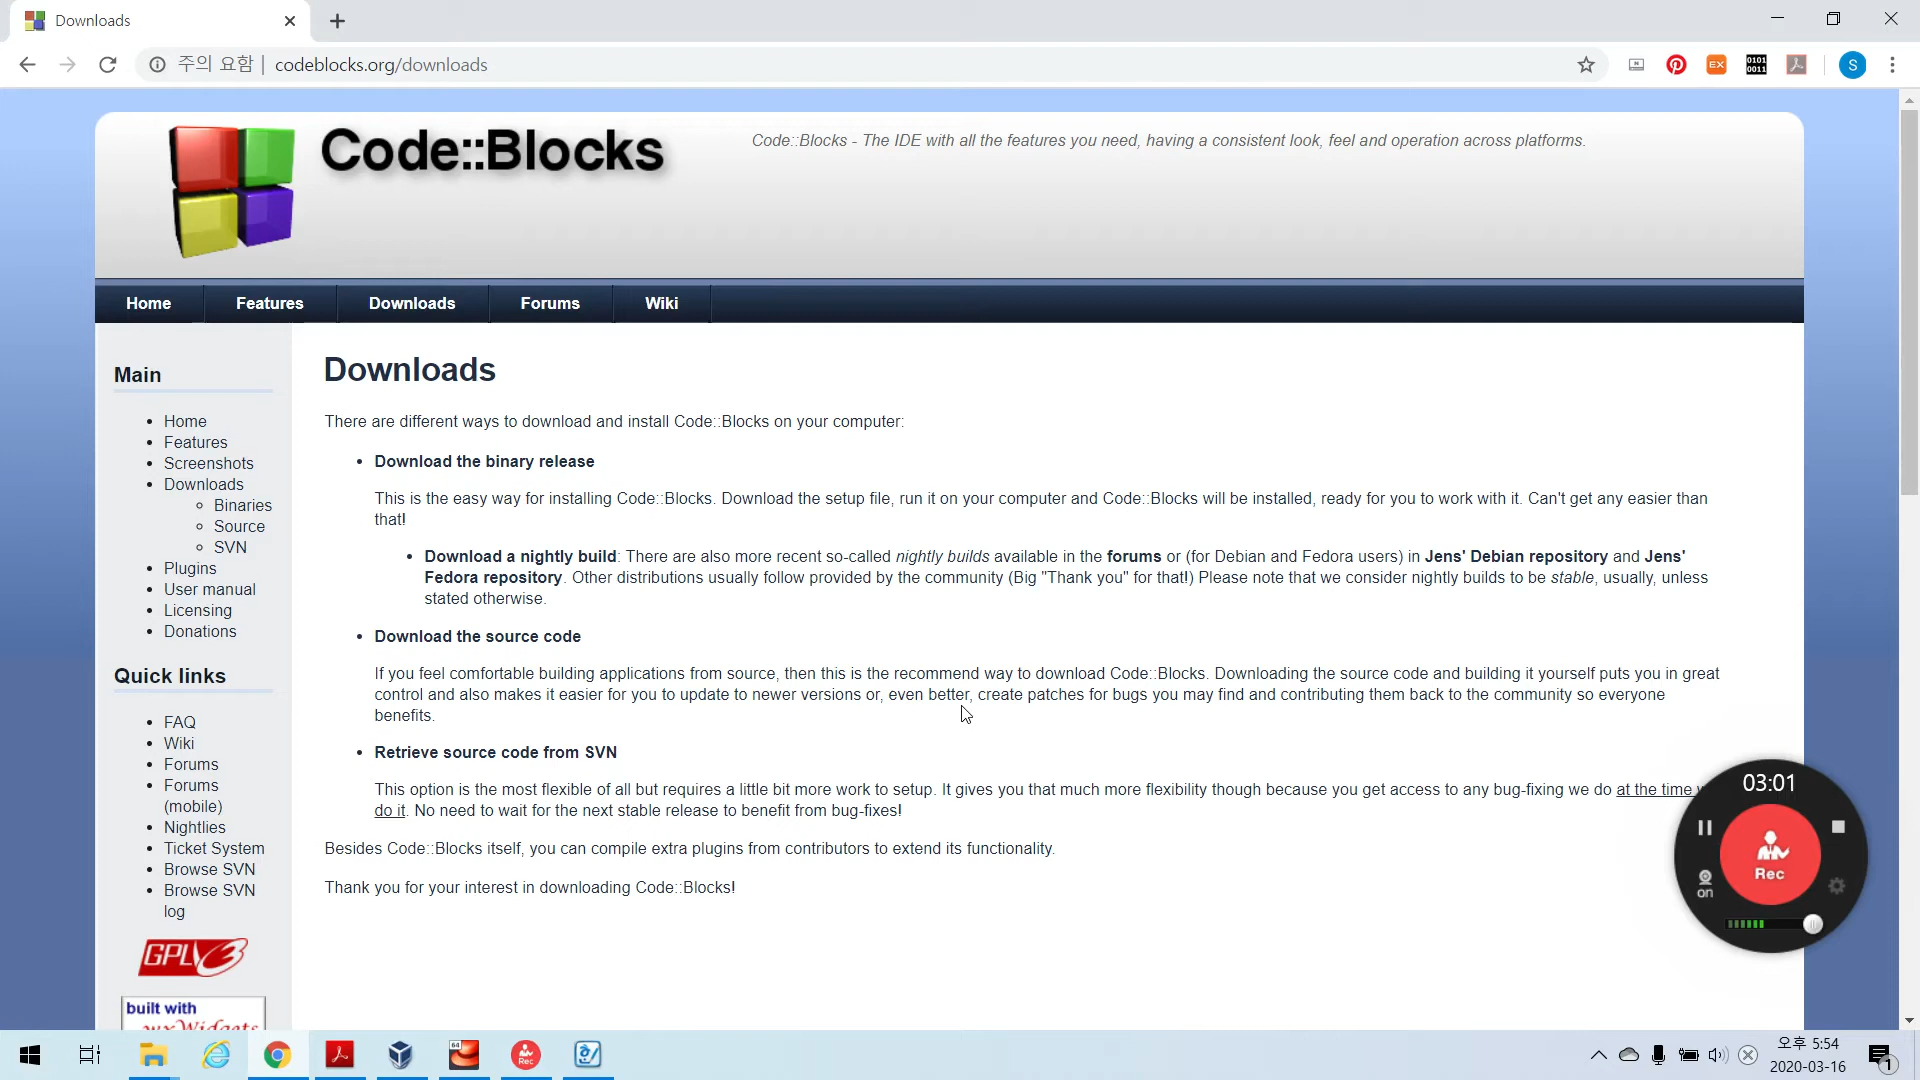 Downloads
주의 요함 | codeblocks.org/downloads
EX
0101
0011
S
Code::Blocks
Code::Blocks - The IDE with all the features you need, having a consistent look, feel and operation across platforms.
Home
Features
Downloads
Forums
Wiki
Main
Home
Features
Screenshots
Downloads
Binaries
Source
SVN
Plugins
User manual
Licensing
Donations
Quick links
FAQ
Wiki
Forums
Forums
(mobile)
Nightlies
Ticket System
Browse SVN
Browse SVN
log
GPLv3
built with
wxWidgets
Downloads
There are different ways to download and install Code::Blocks on your computer:
Download the binary release
This is the easy way for installing Code::Blocks. Download the setup file, run it on your computer and Code::Blocks will be installed, ready for you to work with it. Can't get any easier than
that!
Download a nightly build: There are also more recent so-called nightly builds available in the forums or (for Debian and Fedora users) in Jens' Debian repository and Jens'
Fedora repository. Other distributions usually follow provided by the community (Big "Thank you" for that!) Please note that we consider nightly builds to be stable, usually, unless
stated otherwise.
Download the source code
If you feel comfortable building applications from source, then this is the recommend way to download Code::Blocks. Downloading the source code and building it yourself puts you in great
control and also makes it easier for you to update to newer versions or, even better, create patches for bugs you may find and contributing them back to the community so everyone
benefits.
Retrieve source code from SVN
This option is the most flexible of all but requires a little bit more work to setup. It gives you that much more flexibility though because you get access to any bug-fixing we do at the time
do it. No need to wait for the next stable release to benefit from bug-fixes!
Besides Code::Blocks itself, you can compile extra plugins from contributors to extend its functionality.
Thank you for your interest in downloading Code::Blocks!
03:01
Rec
on
64
Rec
오후 5:54
2020-03-16
1